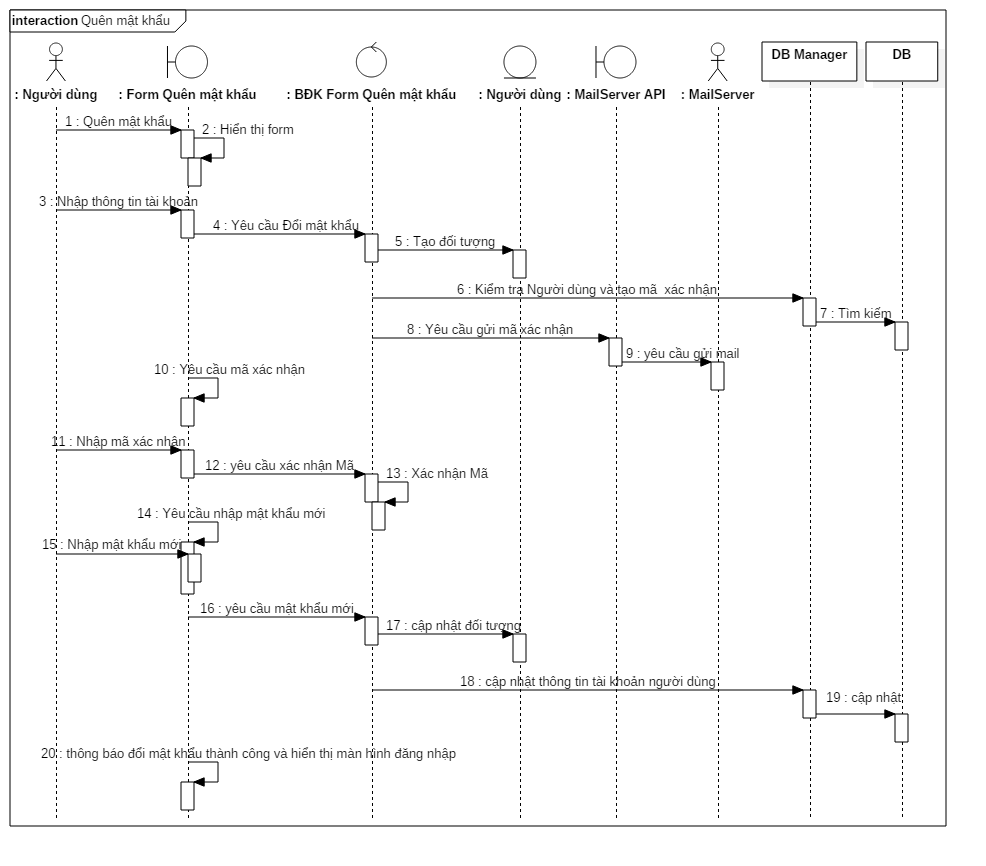 interaction Quên mật khẩu
DB Manager
DB
: Người dùng
: Form Quên mật khẩu
: BĐK Form Quên mật khẩu
: Người dùng
: MailServer API
: MailServer
1 : Quên mật khẩu
2 : Hiển thị form
3 : Nhập thông tin tài khoản
4 : Yêu cầu Đổi mật khẩu
5 : Tạo đối tượng
6 : Kiểm tra Người dùng và tạo mã  xác nhận
7 : Tìm kiếm
8 : Yêu cầu gửi mã xác nhận
9 : yêu cầu gửi mail
10 : Yêu cầu mã xác nhận
11 : Nhập mã xác nhận
12 : yêu cầu xác nhận Mã
13 : Xác nhận Mã
14 : Yêu cầu nhập mật khẩu mới
15 : Nhập mật khẩu mới
16 : yêu cầu mật khẩu mới
17 : cập nhật đối tượng
18 : cập nhật thông tin tài khoản người dùng
19 : cập nhật
20 : thông báo đổi mật khẩu thành công và hiển thị màn hình đăng nhập